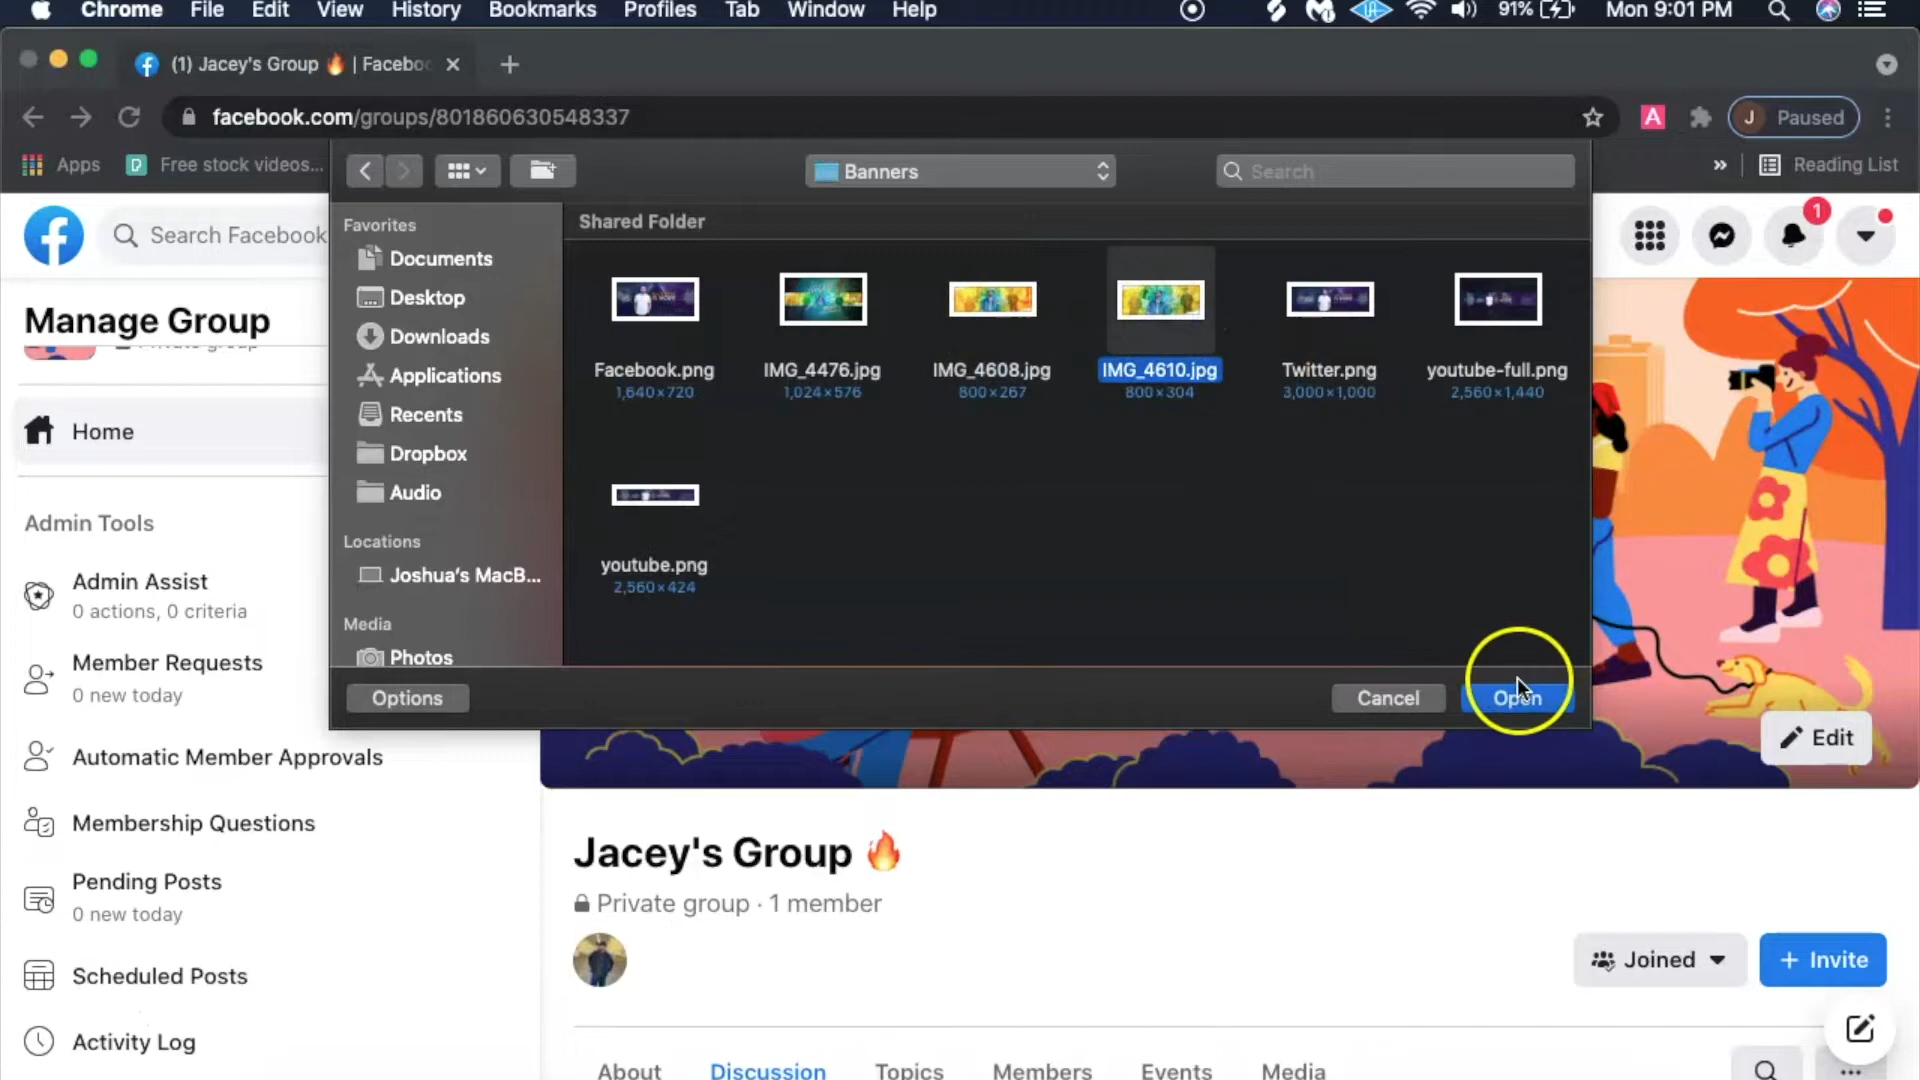 Chrome File Edit View History Bookmarks Profiles Tab Window Help 91% Mon 9:01 PM
(1) Jacey's Group 🔥 | Facebo
facebook.com/groups/801860630548337 A J Paused
Apps Free stock videos... » Reading List
Banners Search
Search Facebook 1
Favorites
Documents
Desktop
Downloads
Applications
Recents
Dropbox
Audio
Locations
Joshua's MacB...
Media
Photos
Shared Folder
Facebook.png IMG_4476.jpg IMG_4608.jpg IMG_4610.jpg Twitter.png youtube-full.png
1,640×720 1,024×576 800×267 800×304 3,000×1,000 2,560×1,440
youtube.png
2,560×424
Options Cancel Open
Manage Group
Private group
Home
Admin Tools
Admin Assist
0 actions, 0 criteria
Member Requests
0 new today
Automatic Member Approvals
Membership Questions
Pending Posts
0 new today
Scheduled Posts
Activity Log
Edit
Jacey's Group 🔥
Private group · 1 member
Joined + Invite
About Discussion Topics Members Events Media